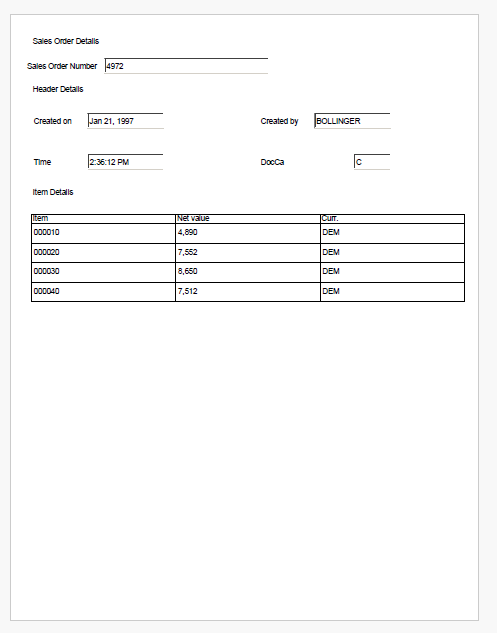 Sales Order Details
Sales Order Number 4972
Header Details
Created on Jan 21, 1997 Created by BOLLINGER
Time 2:36:12 PM DocCa C
Item Details
Item Net value Curr.
000010 4,890 DEM
000020 7,552 DEM
000030 8,650 DEM
000040 7,512 DEM